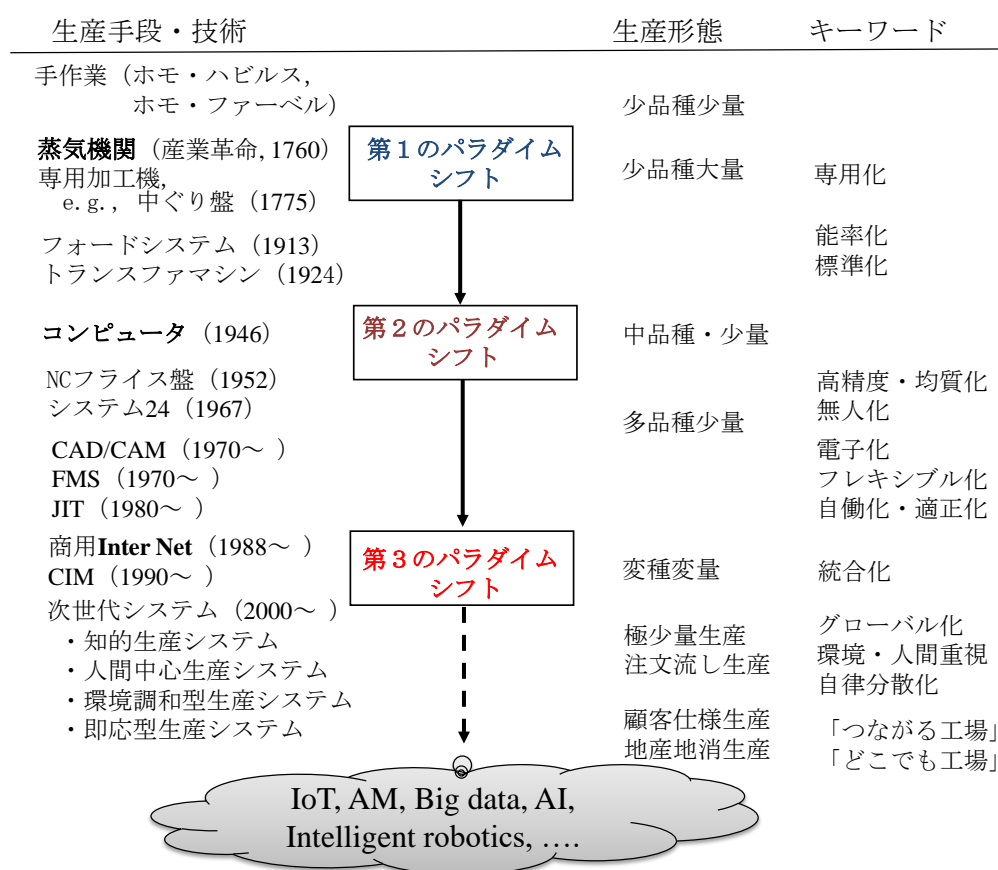 生産手段・技術 生産形態 キーワード
手作業（ホモ・ハビルス,
ホモ・ファーベル） 少品種少量
蒸気機関（産業革命, 1760） 第１のパラダイム 少品種大量 専用化
専用加工機, シフト
e.g., 中ぐり盤（1775）
フォードシステム（1913） 能率化
トランスファマシン（1924） 標準化
コンピュータ（1946） 第２のパラダイム 中品種・少量
シフト
NCフライス盤（1952） 高精度・均質化
システム24（1967） 多品種少量 無人化
CAD/CAM（1970～ ） 電子化
FMS（1970～ ） フレキシブル化
JIT（1980～ ） 自働化・適正化
商用Inter Net（1988～ ） 第３のパラダイム
CIM（1990～ ） シフト 変種変量 統合化
次世代システム（2000～ ） グローバル化
・知的生産システム 極少量生産 環境・人間重視
・人間中心生産システム 注文流し生産 自律分散化
・環境調和型生産システム 顧客仕様生産 「つながる工場」
・即応型生産システム 地産地消生産 「どこでも工場」
IoT, AM, Big data, AI,
Intelligent robotics, ….